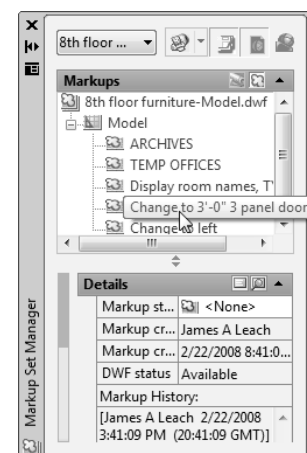 8th floor ...
Markups
8th floor furniture-Model.dwf
Model
ARCHIVES
TEMP OFFICES
Display room names, T
Change to 3'-0" 3 panel door
Change left
Details
Markup st... <None>
Markup cr... James A Leach
Markup cr... 2/22/2008 8:41:0...
DWF status Available
Markup History:
[James A Leach 2/22/2008
3:41:09 PM (20:41:09 GMT)]
Markup Set Manager